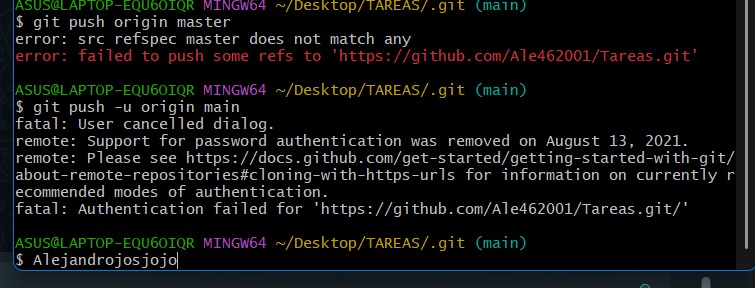 ASUS@LAPTOP-EQU6OIQR MINGW64 ~/Desktop/TAREAS/.git (main)
$ git push origin master
error: src refspec master does not match any
error: failed to push some refs to 'https://github.com/Ale462001/Tareas.git'
ASUS@LAPTOP-EQU6OIQR MINGW64 ~/Desktop/TAREAS/.git (main)
$ git push -u origin main
fatal: User cancelled dialog.
remote: Support for password authentication was removed on August 13, 2021.
remote: Please see https://docs.github.com/get-started/getting-started-with-git/
about-remote-repositories#cloning-with-https-urls for information on currently r
ecommended modes of authentication.
fatal: Authentication failed for 'https://github.com/Ale462001/Tareas.git/'
ASUS@LAPTOP-EQU6OIQR MINGW64 ~/Desktop/TAREAS/.git (main)
$ Alejandrojosjojo